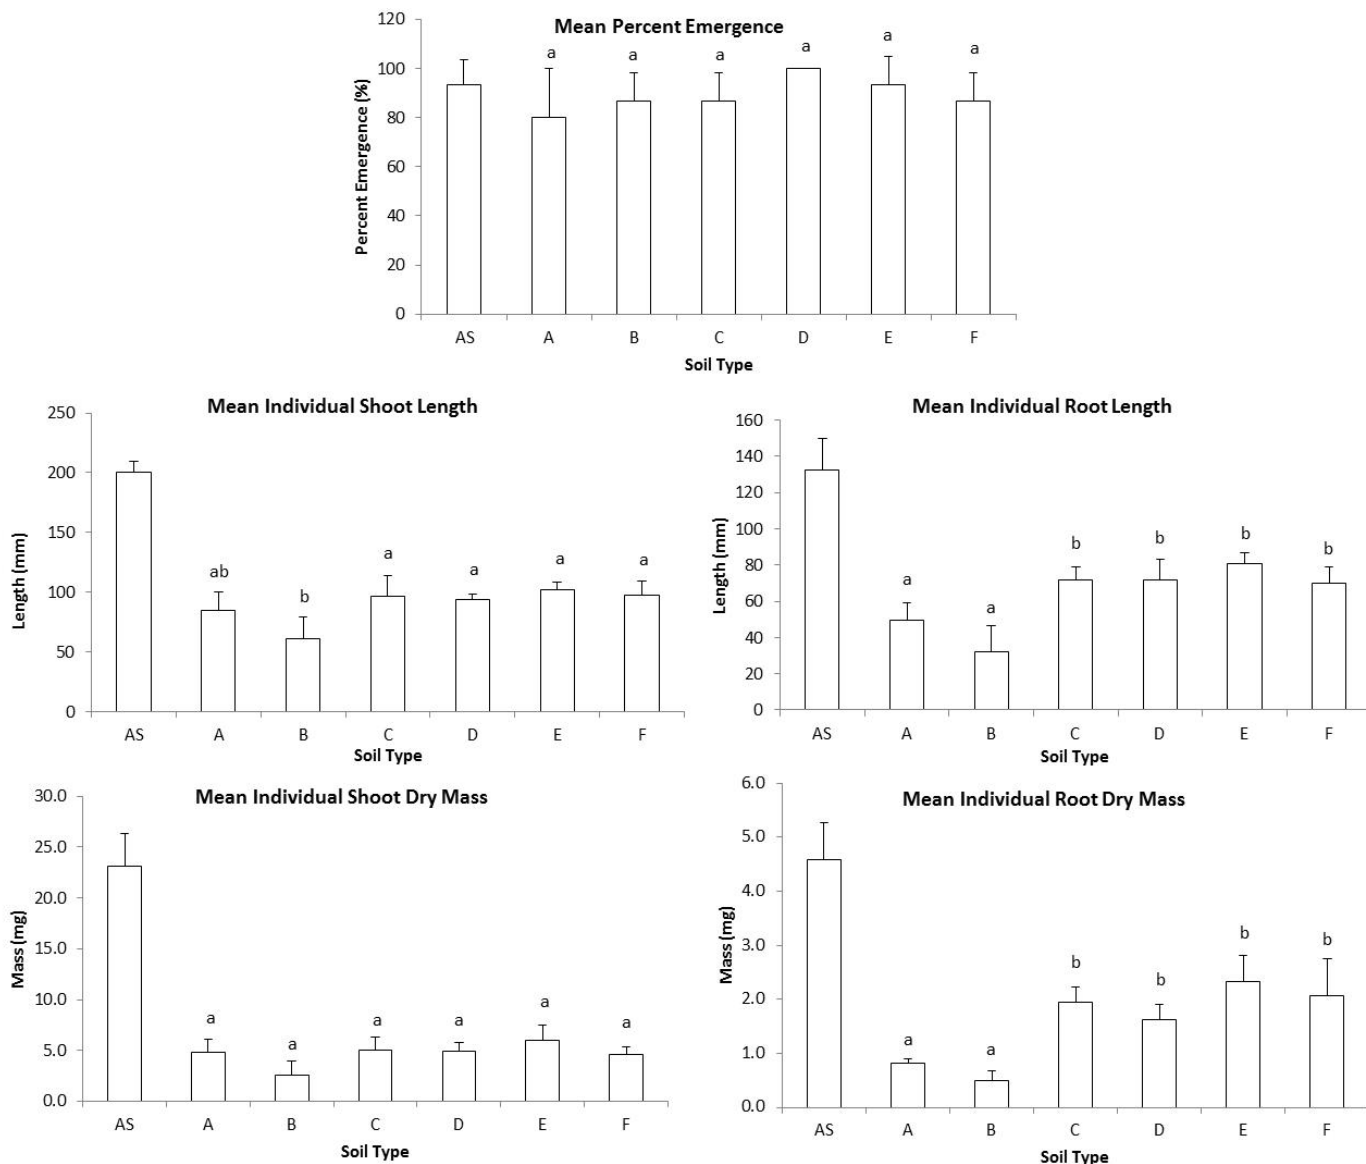 Mean Percent Emergence
120
100
80
60
40
20
0
Percent Emergence (%)
a a a a a a
AS A B C D E F
Soil Type
Mean Individual Shoot Length
250
200
150
100
50
0
Length (mm)
ab b a a a a
AS A B C D E F
Soil Type
Mean Individual Root Length
160
140
120
100
80
60
40
20
0
Length (mm)
a a b b b b
AS A B C D E F
Soil Type
Mean Individual Shoot Dry Mass
30.0
25.0
20.0
15.0
10.0
5.0
0.0
Mass (mg)
a a a a a a
AS A B C D E F
Soil Type
Mean Individual Root Dry Mass
6.0
5.0
4.0
3.0
2.0
1.0
0.0
Mass (mg)
a a b b b b
AS A B C D E F
Soil Type